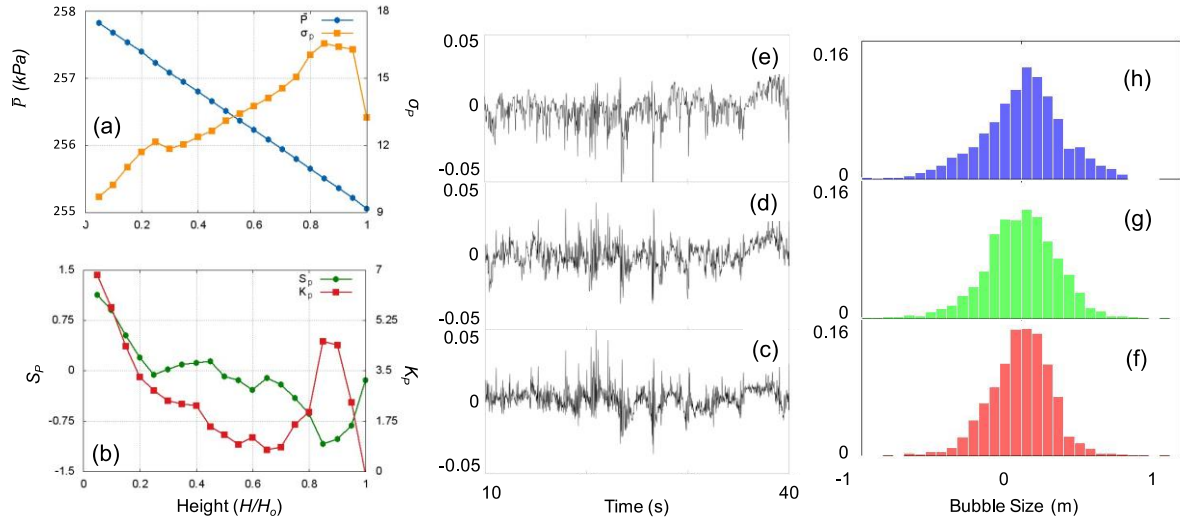 258
257
256
255
P̄ (kPa)
(a)
P̄
σp
18
15
12
9
σp
0
0.2
0.4
0.6
0.8
1
1.5
0.75
0
-0.75
-1.5
SP
(b)
Sp
Kp
7
5.25
3.5
1.75
0
KP
0
0.2
0.4
0.6
0.8
1
Height (H/Ho)
0.05
0
-0.05
(e)
0.05
0
-0.05
(d)
0.05
0
-0.05
(c)
10
40
Time (s)
0.16
0
(h)
0.16
0
(g)
0.16
0
(f)
-1
0
1
Bubble Size (m)